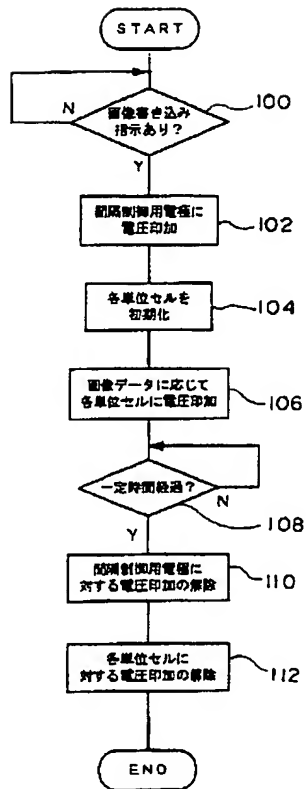 START
N
画像書き込み
指示あり?
100
Y
間隔制御用電極に
電圧印加
102
各単位セルを
初期化
104
画像データに応じて
各単位セルに電圧印加
106
一定時間経過?
N
108
Y
間隔制御用電極に
対する電圧印加の解除
110
各単位セルに
対する電圧印加の解除
112
END